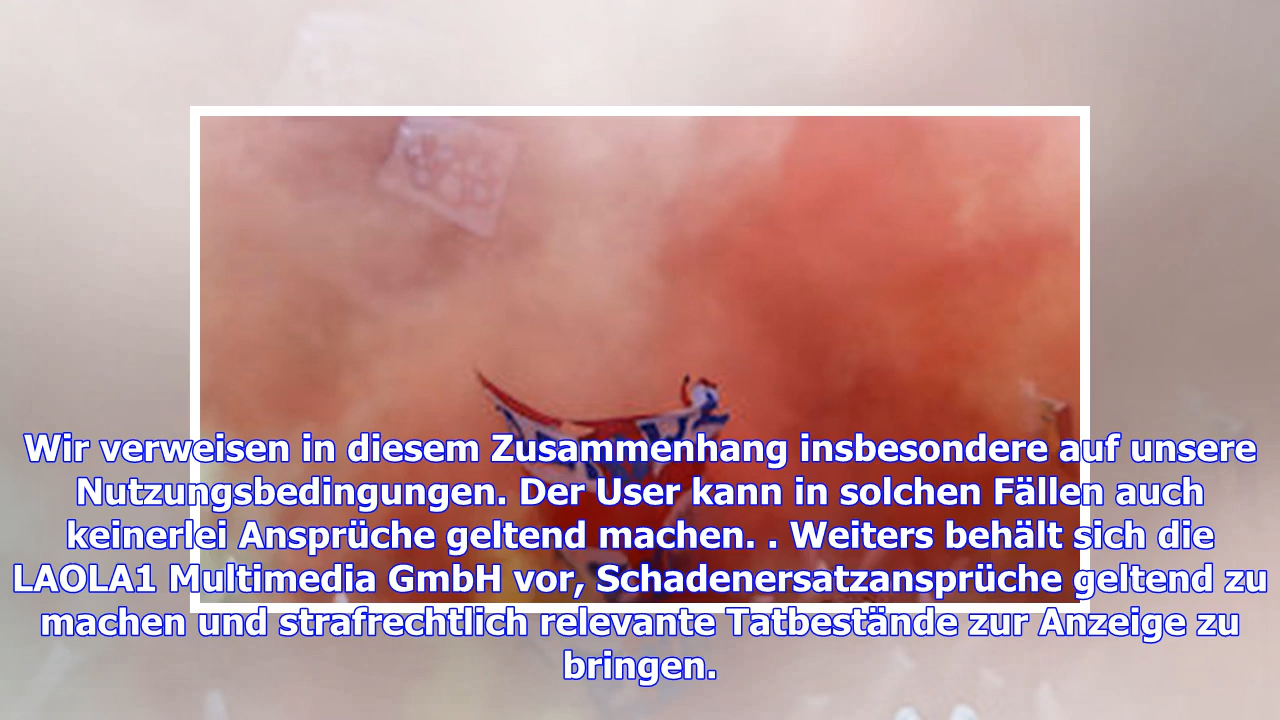 Wir verweisen in diesem Zusammenhang insbesondere auf unsere
Nutzungsbedingungen. Der User kann in solchen Fällen auch
keinerlei Ansprüche geltend machen. . Weiters behält sich die
LAOLA1 Multimedia GmbH vor, Schadenersatzansprüche geltend zu
machen und strafrechtlich relevante Tatbestände zur Anzeige zu
bringen.